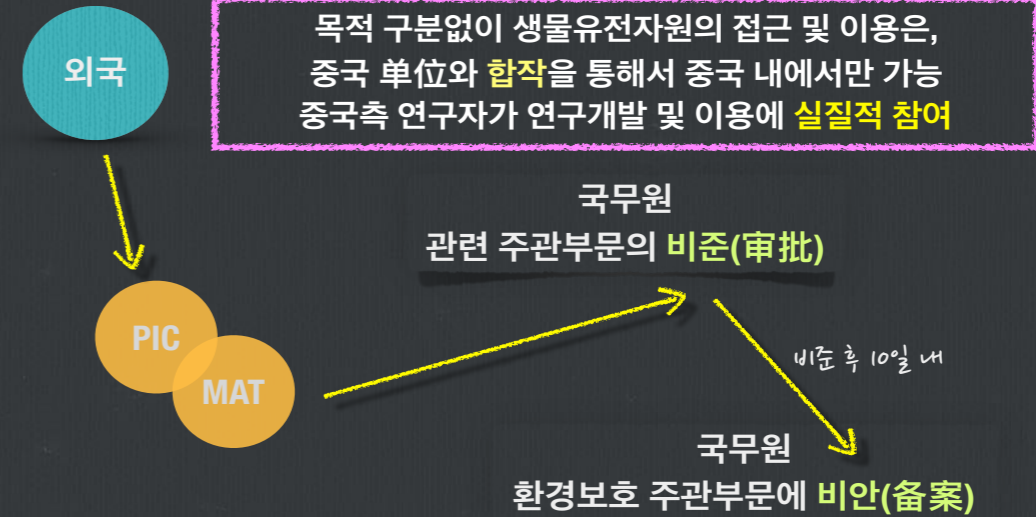 외국
목적 구분없이 생물유전자원의 접근 및 이용은,
중국 单位와 합작을 통해서 중국 내에서만 가능
중국측 연구자가 연구개발 및 이용에 실질적 참여
국무원
관련 주관부문의 비준(审批)
PIC
MAT
비준 후 10일 내
국무원
환경보호 주관부문에 비안(备案)